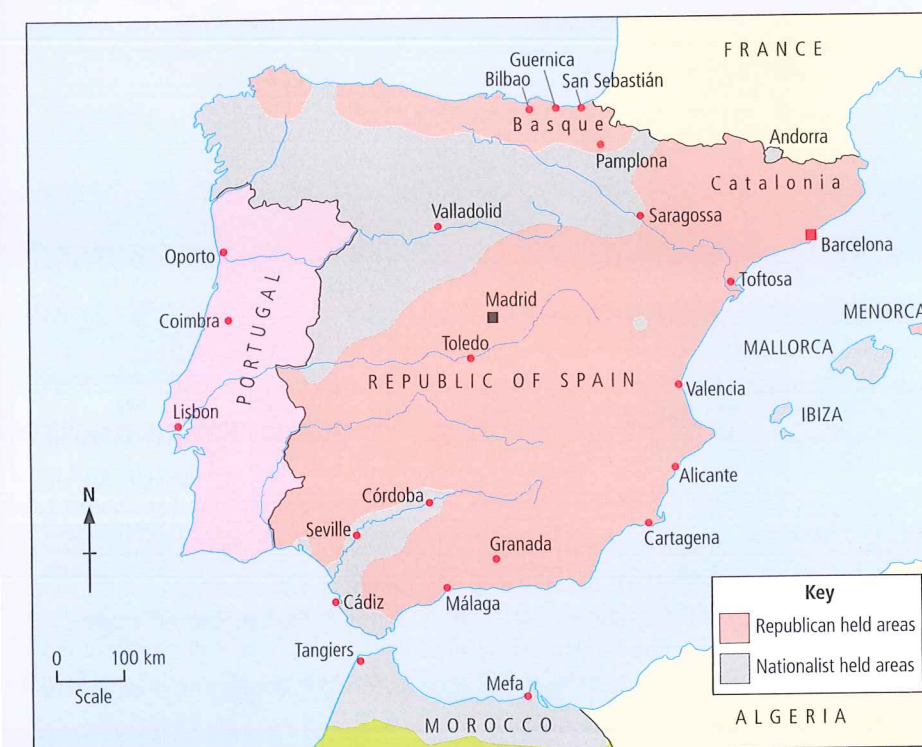 FRANCE
Guernica
Bilbao
San Sebastián
Basque
Andorra
Pamplona
Catalonia
Valladolid
Saragossa
Barcelona
Oporto
Toftosa
PORTUGAL
Madrid
MENORCA
Coimbra
Toledo
MALLORCA
REPUBLIC OF SPAIN
Valencia
Lisbon
IBIZA
Alicante
N
Córdoba
Seville
Granada
Cartagena
Key
Cádiz
Málaga
Republican held areas
Tangiers
0 100 km
Scale
Nationalist held areas
Mefa
MOROCCO
ALGERIA